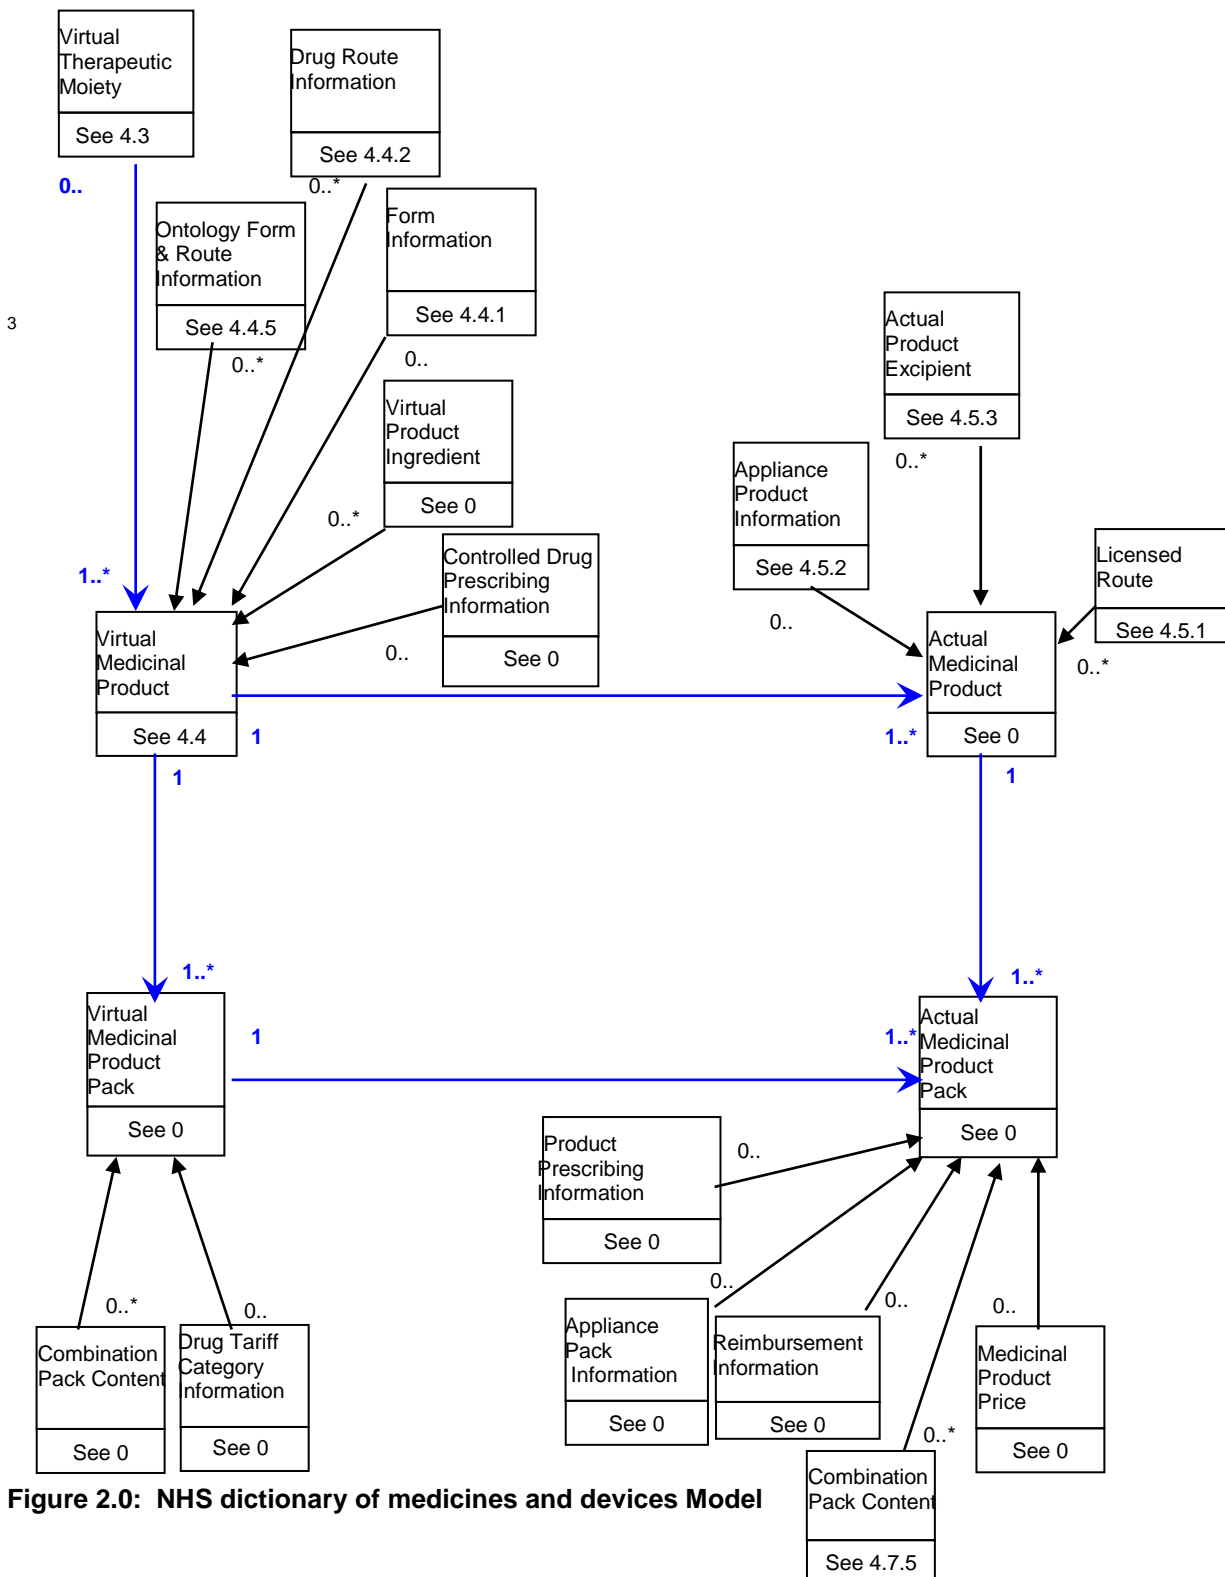 Virtual
Therapeutic
Moiety
See 4.3
0..
Drug Route
Information
See 4.4.2
0..*
Ontology Form
& Route
Information
See 4.4.5
0..*
Form
Information
See 4.4.1
0..
3
Virtual
Product
Ingredient
See 0
0..*
Controlled Drug
Prescribing
Information
See 0
0..
1..*
Virtual
Medicinal
Product
See 4.4
1
1
Actual
Product
Excipient
See 4.5.3
0..*
Appliance
Product
Information
See 4.5.2
0..
Licensed
Route
See 4.5.1
0..*
Actual
Medicinal
Product
See 0
1..*
1
1..*
Virtual
Medicinal
Product
Pack
See 0
1
1..*
1..*
Actual
Medicinal
Product
Pack
See 0
Product
Prescribing
Information
See 0
0..
0..*
Combination
Pack Content
See 0
0..
Drug Tariff
Category
Information
See 0
0..
Appliance
Pack
Information
See 0
0..
Reimbursement
Information
See 0
0..
Medicinal
Product
Price
See 0
0..*
Combination
Pack Content
See 4.7.5
Figure 2.0: NHS dictionary of medicines and devices Model